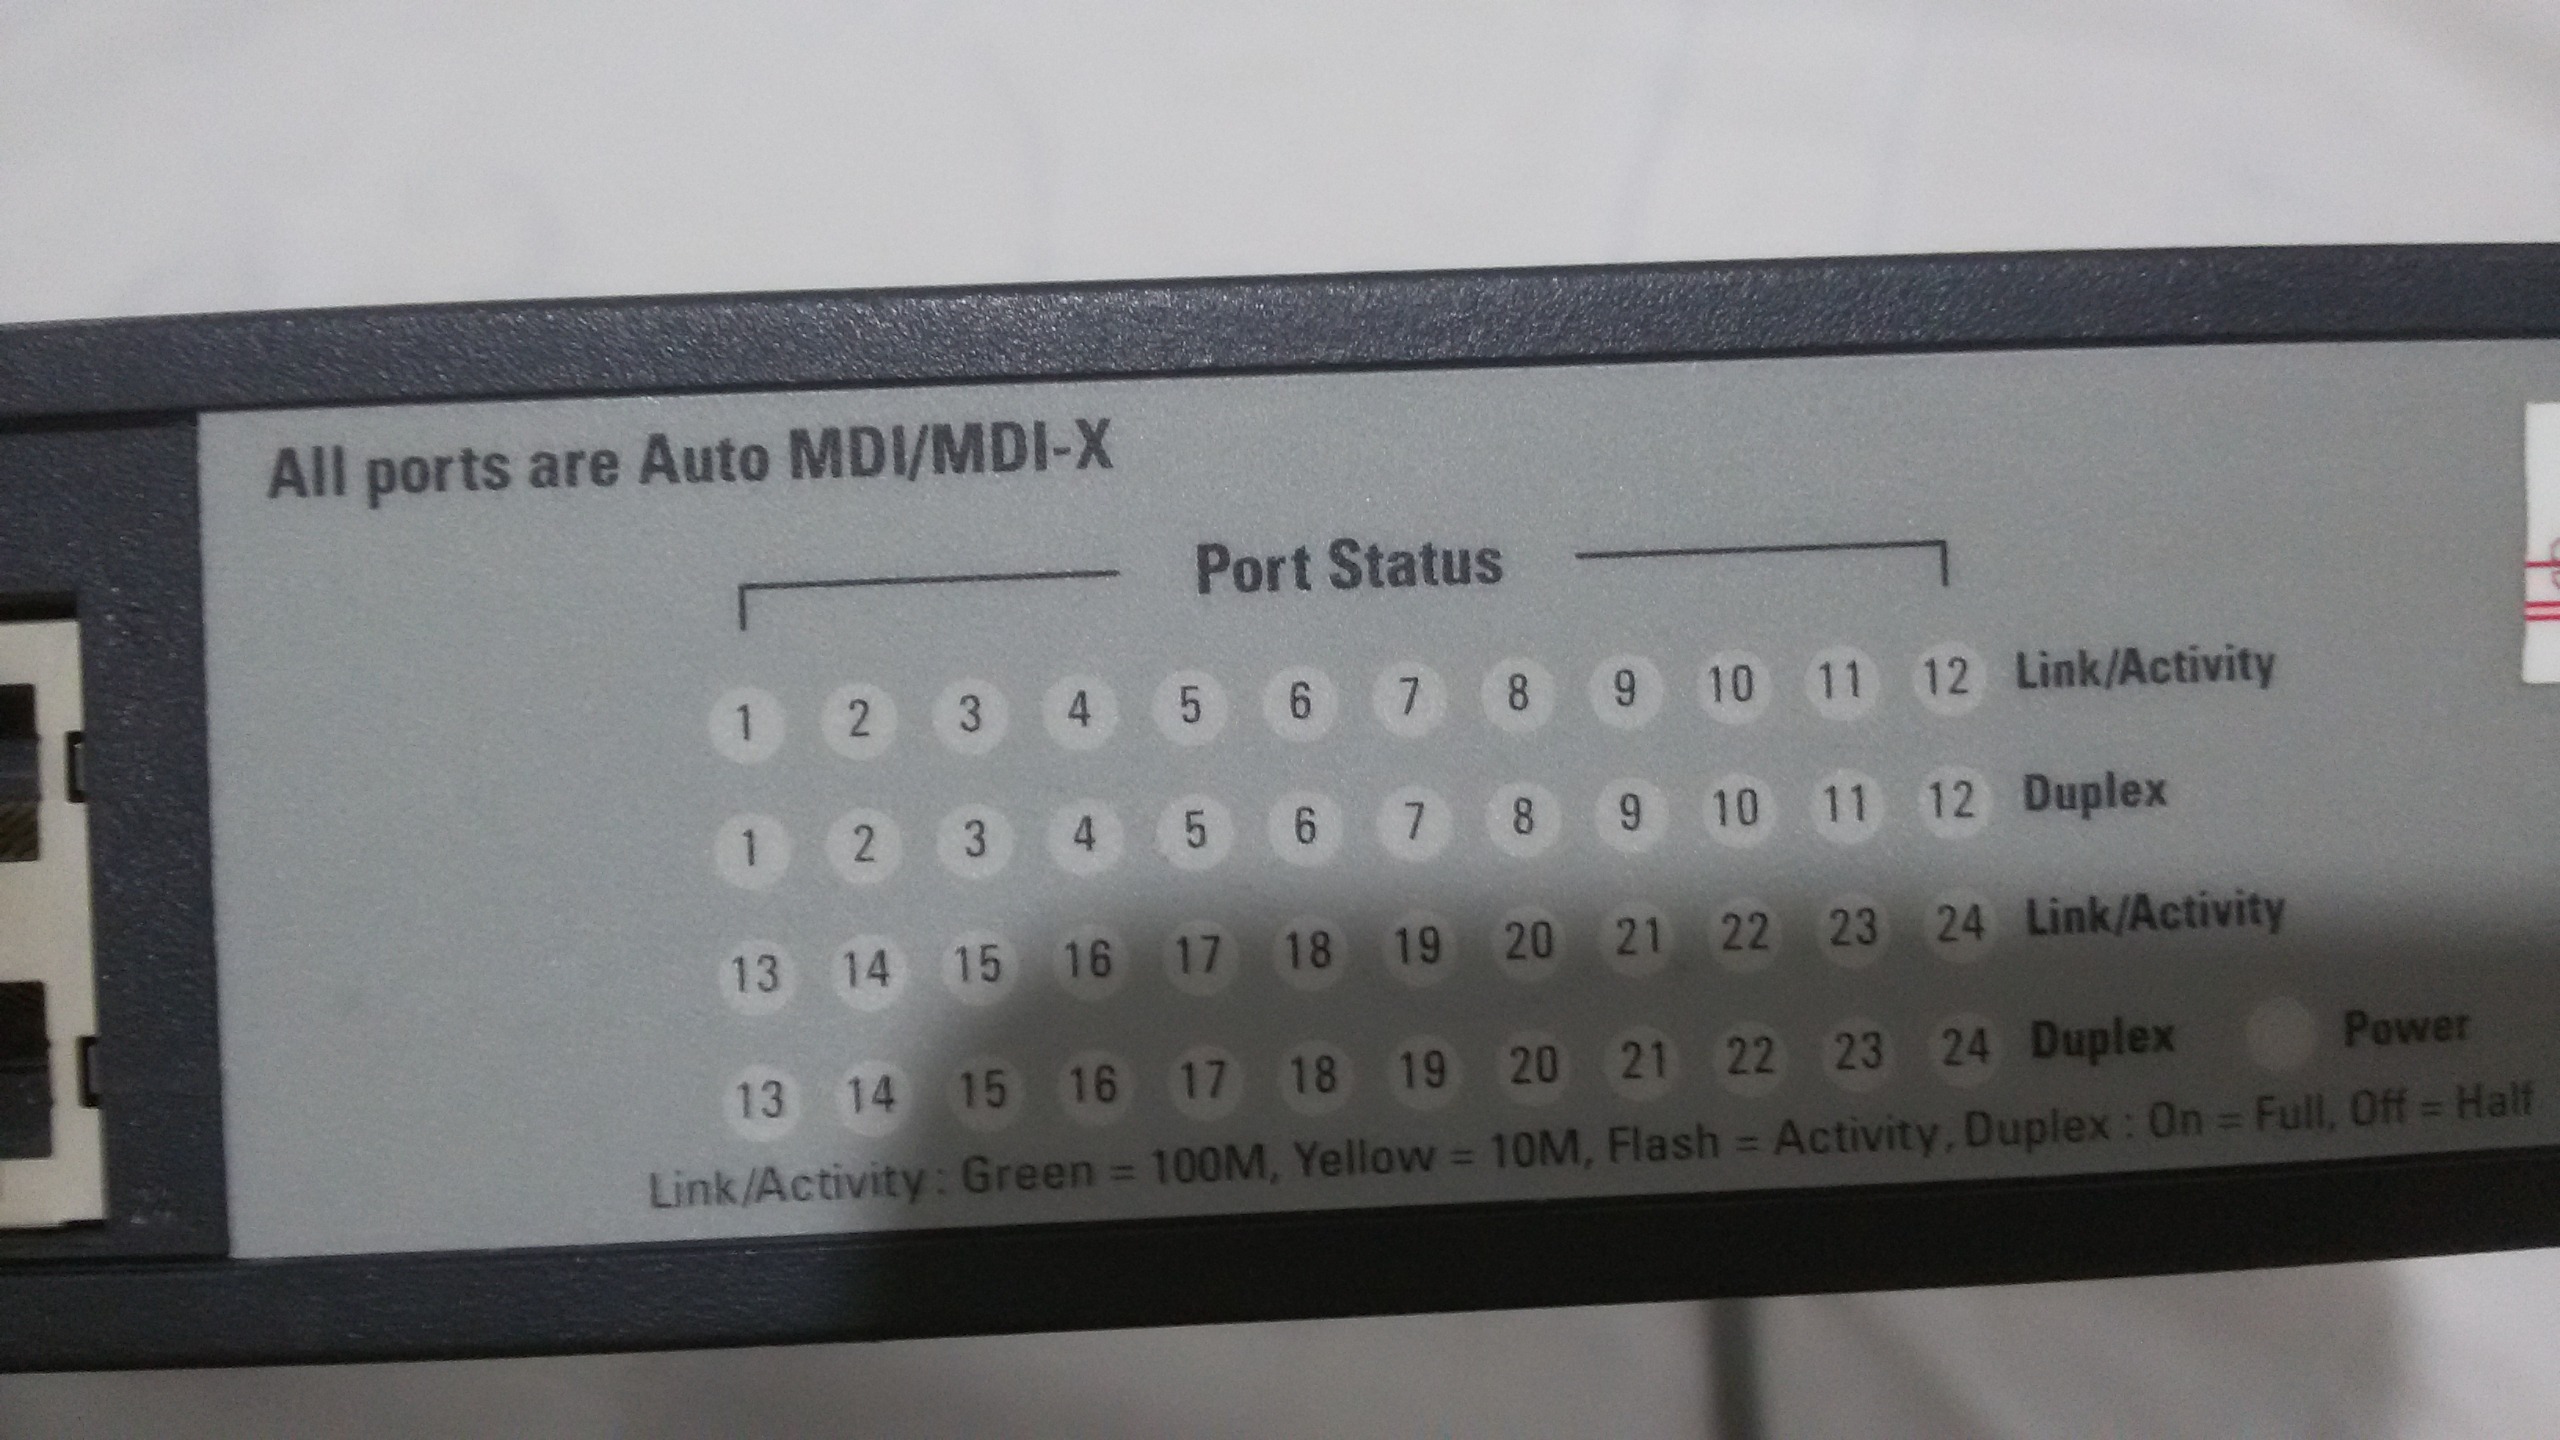 All ports are Auto MDI/MDI-X
Port Status
1 2 3 4 5 6 7 8 9 10 11 12 Link/Activity
1 2 3 4 5 6 7 8 9 10 11 12 Duplex
13 14 15 16 17 18 19 20 21 22 23 24 Link/Activity
13 14 15 16 17 18 19 20 21 22 23 24 Duplex Power
Link/Activity : Green = 100M, Yellow = 10M, Flash = Activity, Duplex : On = Full, Off = Half